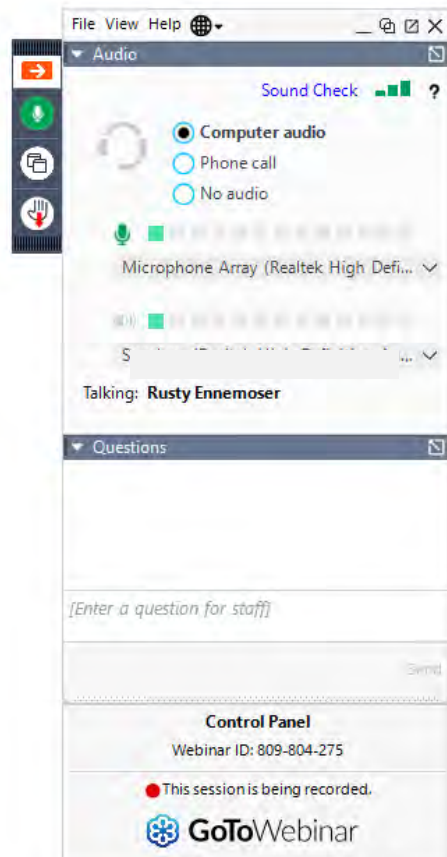 File View Help
Audio
Sound Check ?
Computer audio
Phone call
No audio
Microphone Array (Realtek High Defi...
Talking: Rusty Ennemoser
Questions
[Enter a question for staff]
Send
Control Panel
Webinar ID: 809-804-275
This session is being recorded.
GoToWebinar